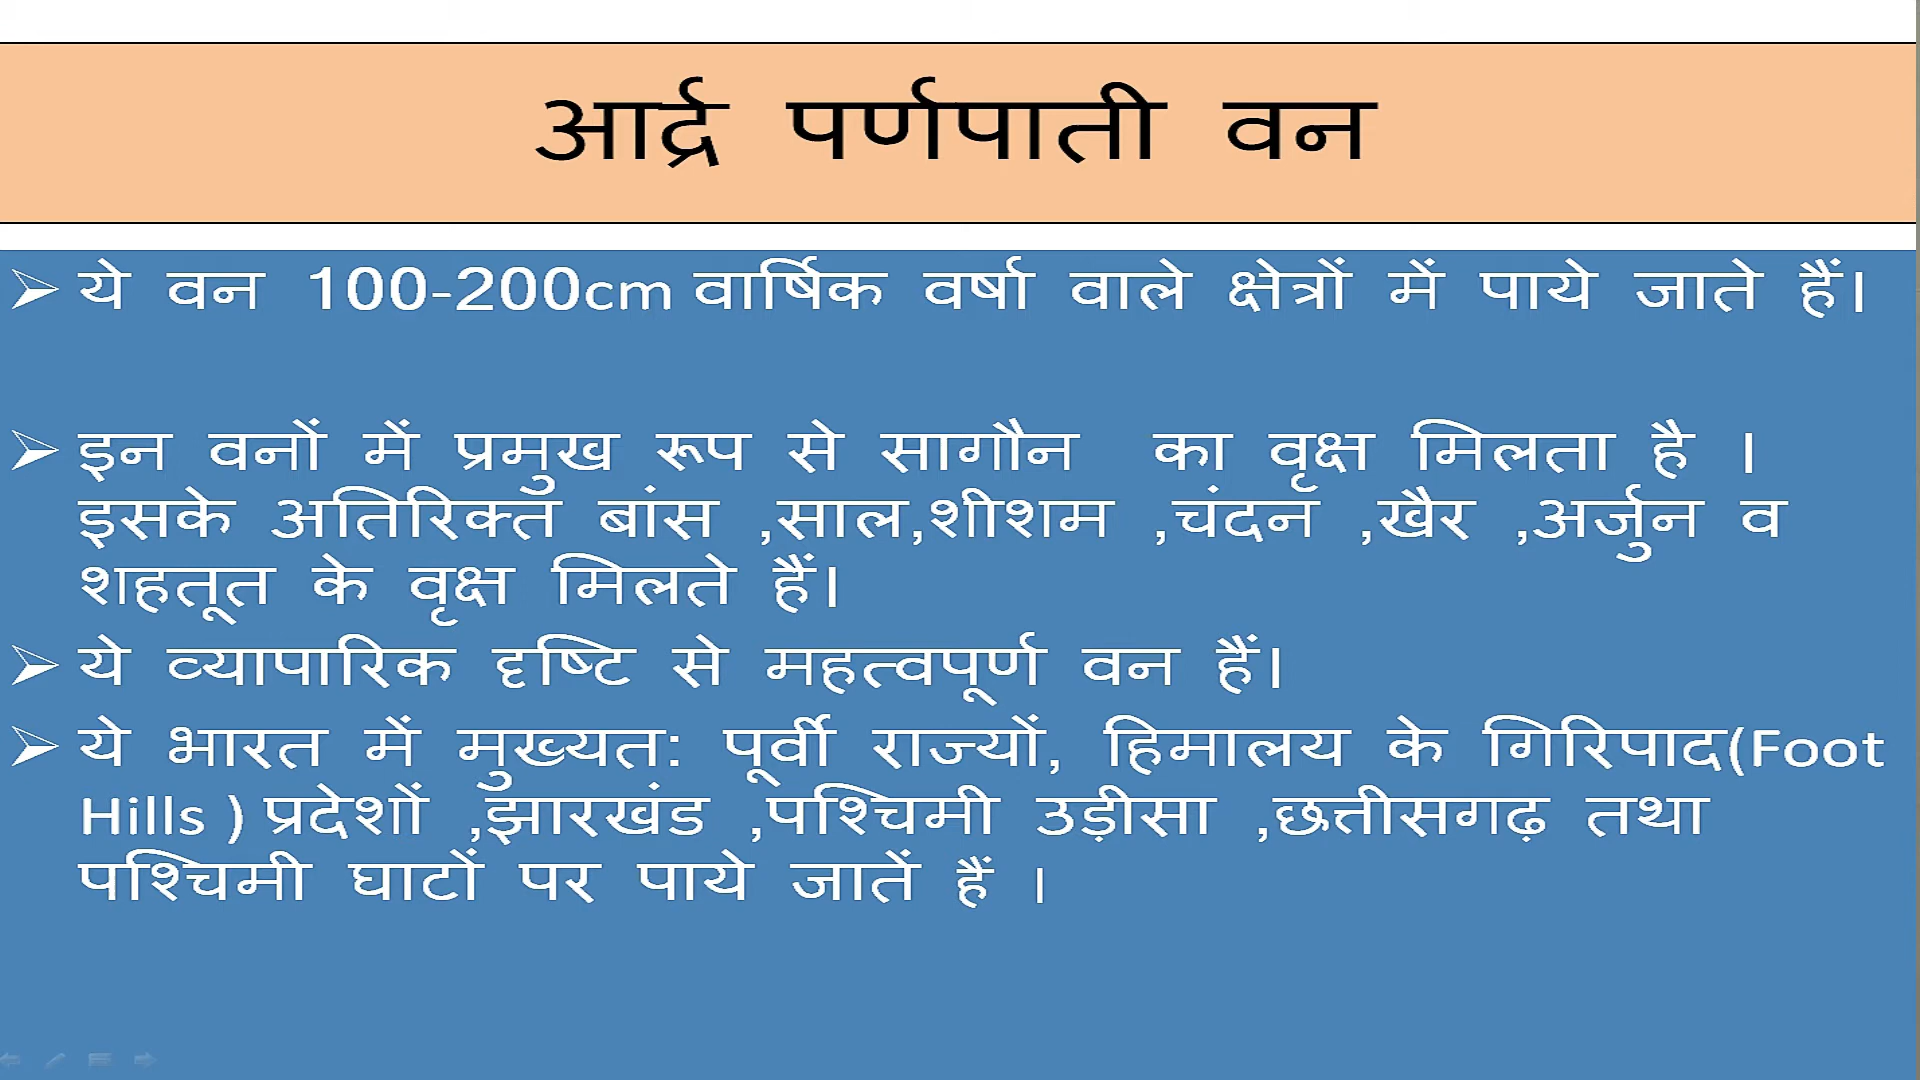 आर्द्र पर्णपाती वन
➢ ये वन 100-200cm वार्षिक वर्षा वाले क्षेत्रों में पाये जाते हैं।
➢ इन वनों में प्रमुख रूप से सागौन का वृक्ष मिलता है ।
इसके अतिरिक्त बांस ,साल,शीशम ,चंदन ,खैर ,अर्जुन व
शहतूत के वृक्ष मिलते हैं।
➢ ये व्यापारिक दृष्टि से महत्वपूर्ण वन हैं।
➢ ये भारत में मुख्यत: पूर्वी राज्यों, हिमालय के गिरिपाद(Foot
Hills ) प्रदेशों ,झारखंड ,पश्चिमी उड़ीसा ,छत्तीसगढ़ तथा
पश्चिमी घाटों पर पाये जातें हैं ।